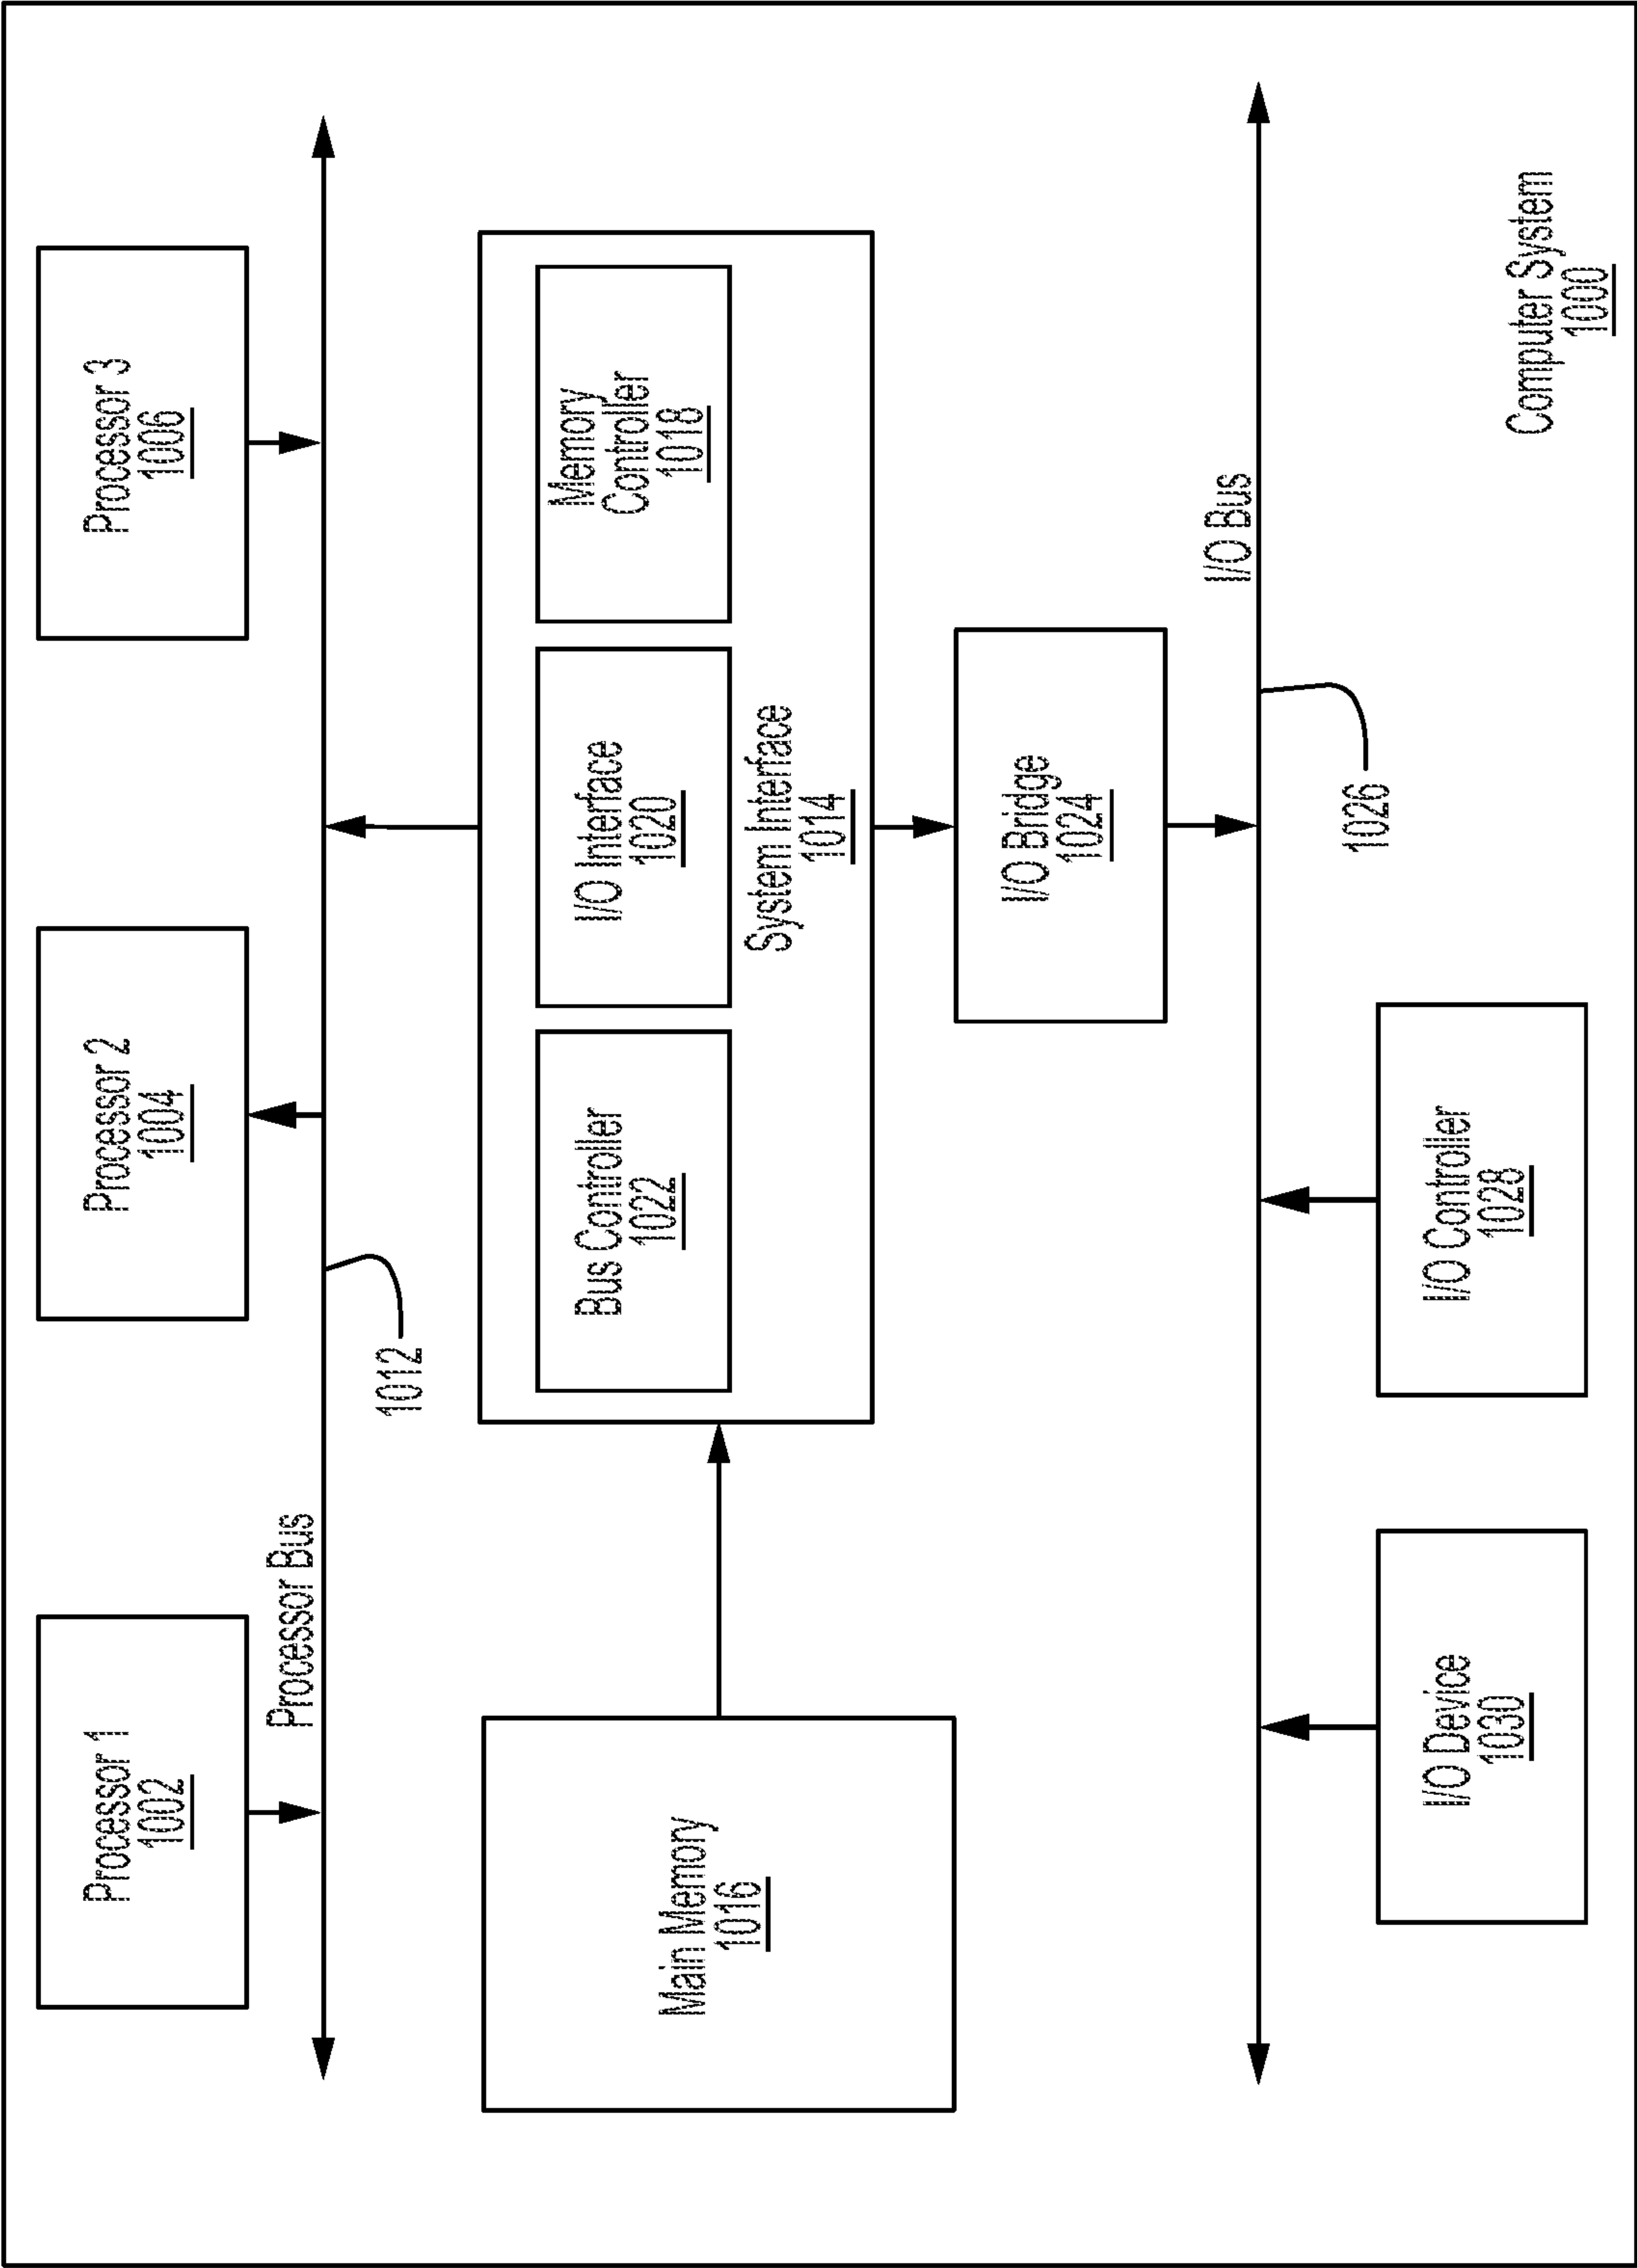 Processor 1
1002
Processor 2
1004
Processor 3
1006
Processor Bus
1012
Main Memory
1016
Bus Controller
1022
I/O Interface
1020
Memory
Controller
1018
System Interface
1014
I/O Bridge
1024
I/O Bus
1026
I/O Device
1030
I/O Controller
1028
Computer System
1000